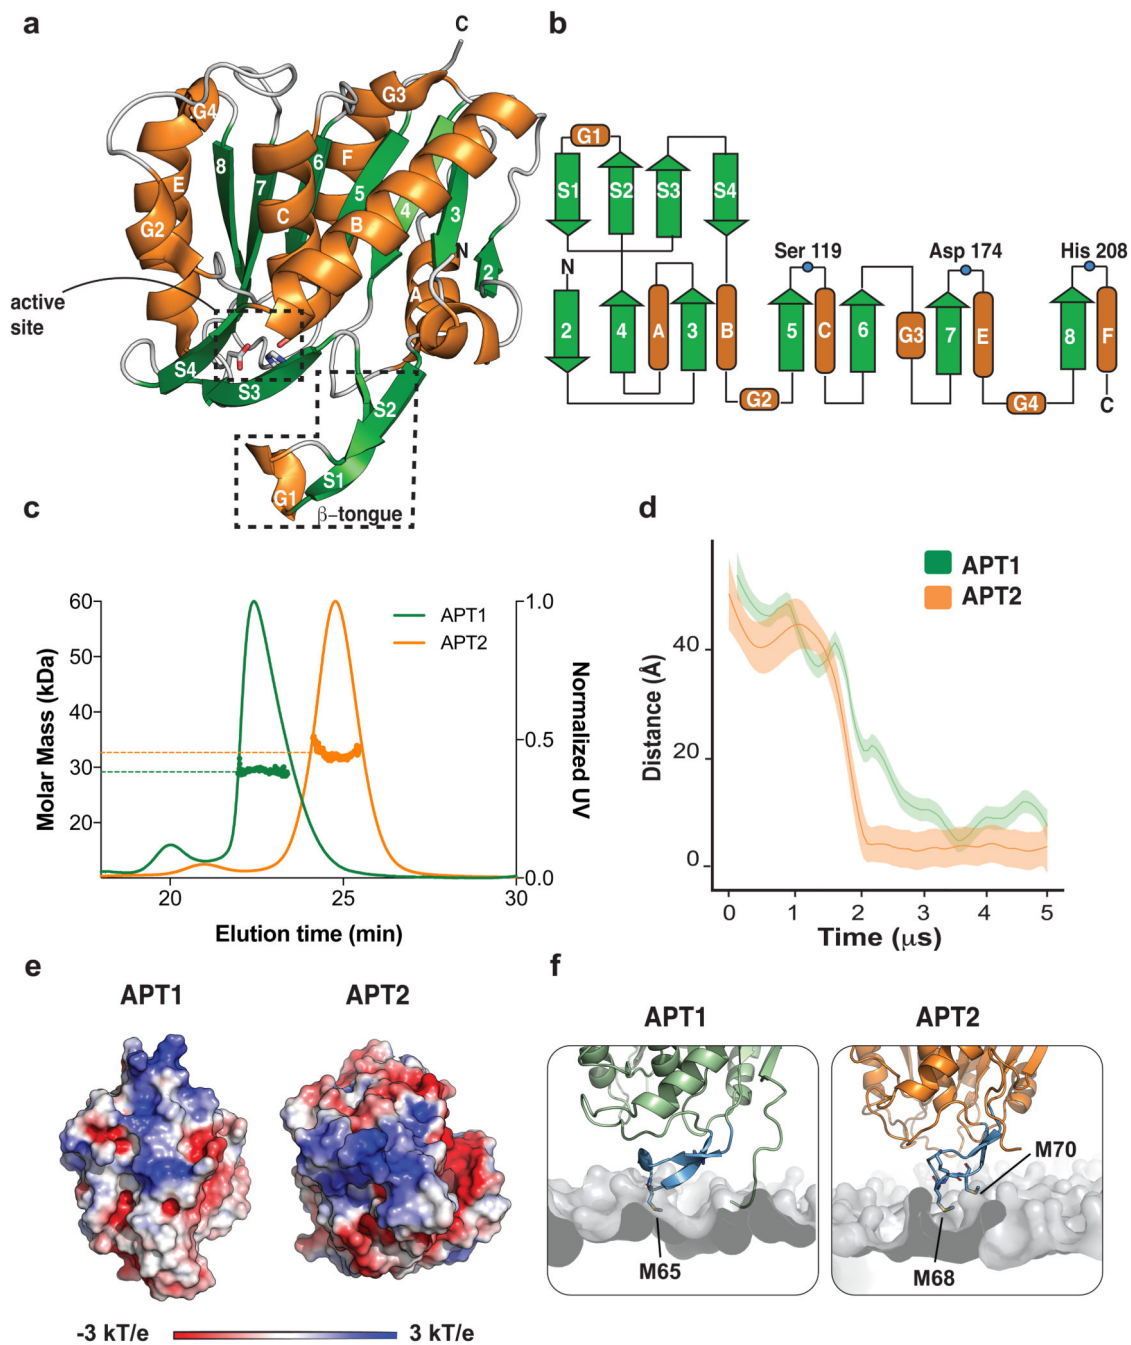 a
C
G4
G3
8
6
F
E
7
5
C
B
4
3
G2
N
2
A
active
site
S4
S3
S2
S1
G1
β-tongue
b
G1
S1
S2
S3
S4
N
Ser 119
Asp 174
His 208
2
4
A
3
B
5
C
6
G3
7
E
8
F
G2
G4
C
c
60
50
40
30
20
Molar Mass (kDa)
APT1
APT2
1.0
0.5
0.0
Normalized UV
20
25
30
Elution time (min)
d
APT1
APT2
40
20
0
Distance (Å)
0
1
2
3
4
5
Time (μs)
e
APT1
APT2
-3 kT/e
3 kT/e
f
APT1
APT2
M65
M70
M68